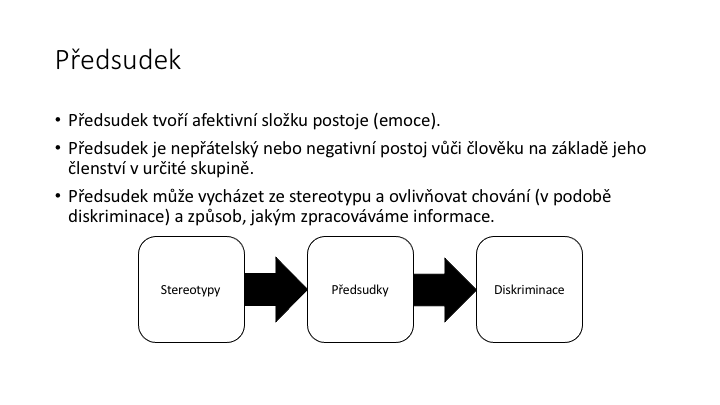 Předsudek
• Předsudek tvoří afektivní složku postoje (emoce).
• Předsudek je nepřátelský nebo negativní postoj vůči člověku na základě jeho
členství v určité skupině.
• Předsudek může vycházet ze stereotypu a ovlivňovat chování (v podobě
diskriminace) a způsob, jakým zpracováváme informace.
Stereotypy
Předsudky
Diskriminace